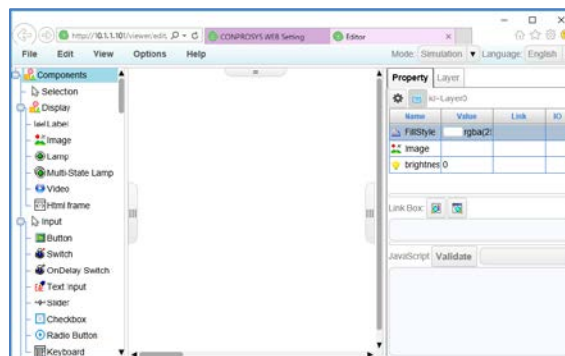 http://10.1.1.101/viewer/edit.
CONPROSYS WEB Setting
Editor
File Edit View Options Help
Mode: Simulation ▼ Language: English
Components
Selection
Display
Label
Image
Lamp
Multi-State Lamp
Video
Html frame
Input
Button
Switch
OnDelay Switch
Text Input
Slider
Checkbox
Radio Button
Keyboard
Property Layer
id=Layer0
Name Value Link IO
FillStyle rgba(25
Image
brightnes 0
Link Box:
JavaScript Validate